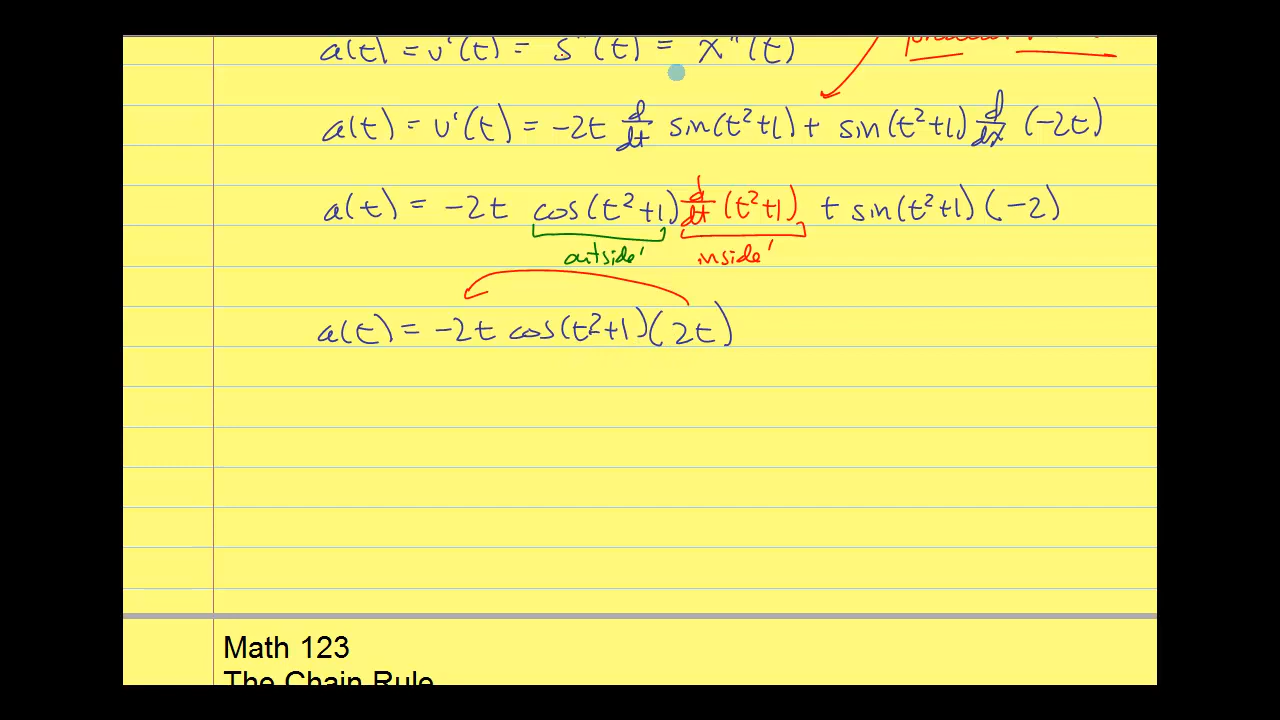 a(t) = v'(t) = s''(t) = x''(t)
a(t) = v'(t) = -2t d/dt sin(t²+1) + sin(t²+1) d/dx (-2t)
a(t) = -2t cos(t²+1) d/dt (t²+1) + sin(t²+1)(-2)
outside' inside'
a(t) = -2t cos(t²+1)(2t)
Math 123
The Chain Rule